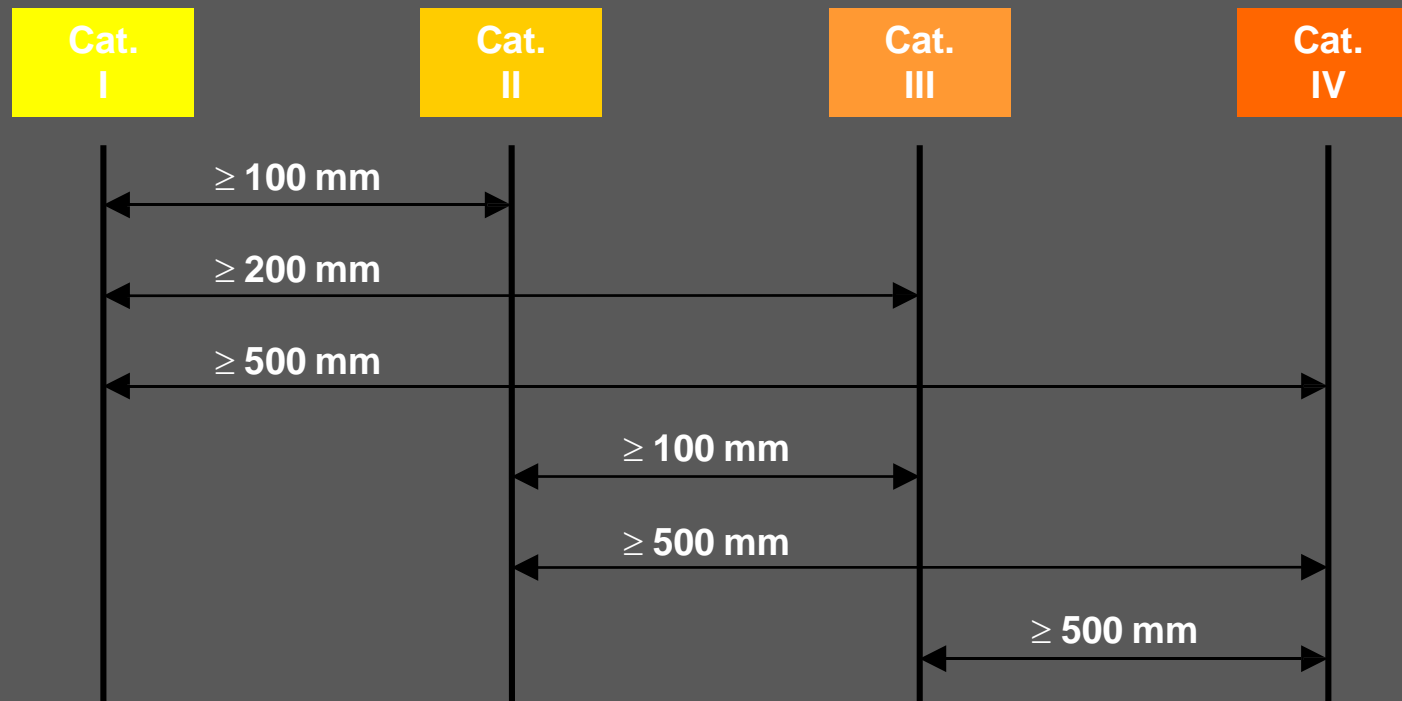 Cat.
I
Cat.
II
Cat.
III
Cat.
IV
≥ 100 mm
≥ 200 mm
≥ 500 mm
≥ 100 mm
≥ 500 mm
≥ 500 mm